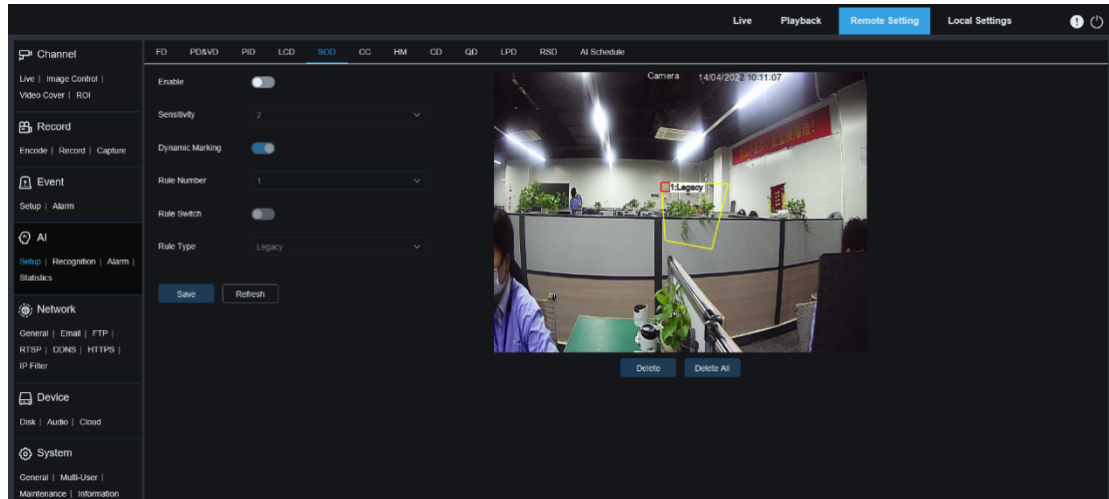 Live Playback Remote Setting Local Settings
Channel
Live | Image Control |
Video Cover | ROI
Record
Encode | Record | Capture
Event
Setup | Alarm
AI
Setup | Recognition | Alarm |
Statistics
Network
General | Email | FTP |
RTSP | DDNS | HTTPS |
IP Filter
Device
Disk | Audio | Cloud
System
General | Multi-User |
Maintenance | Information
FD PD&VD PID LCD SOD CC HM CD QD LPD RSD AI Schedule
Enable
Sensitivity 2
Dynamic Marking
Rule Number 1
Rule Switch
Rule Type Legacy
Save Refresh
Camera 14/04/2022 10:11:07
1:Legacy
Delete Delete All